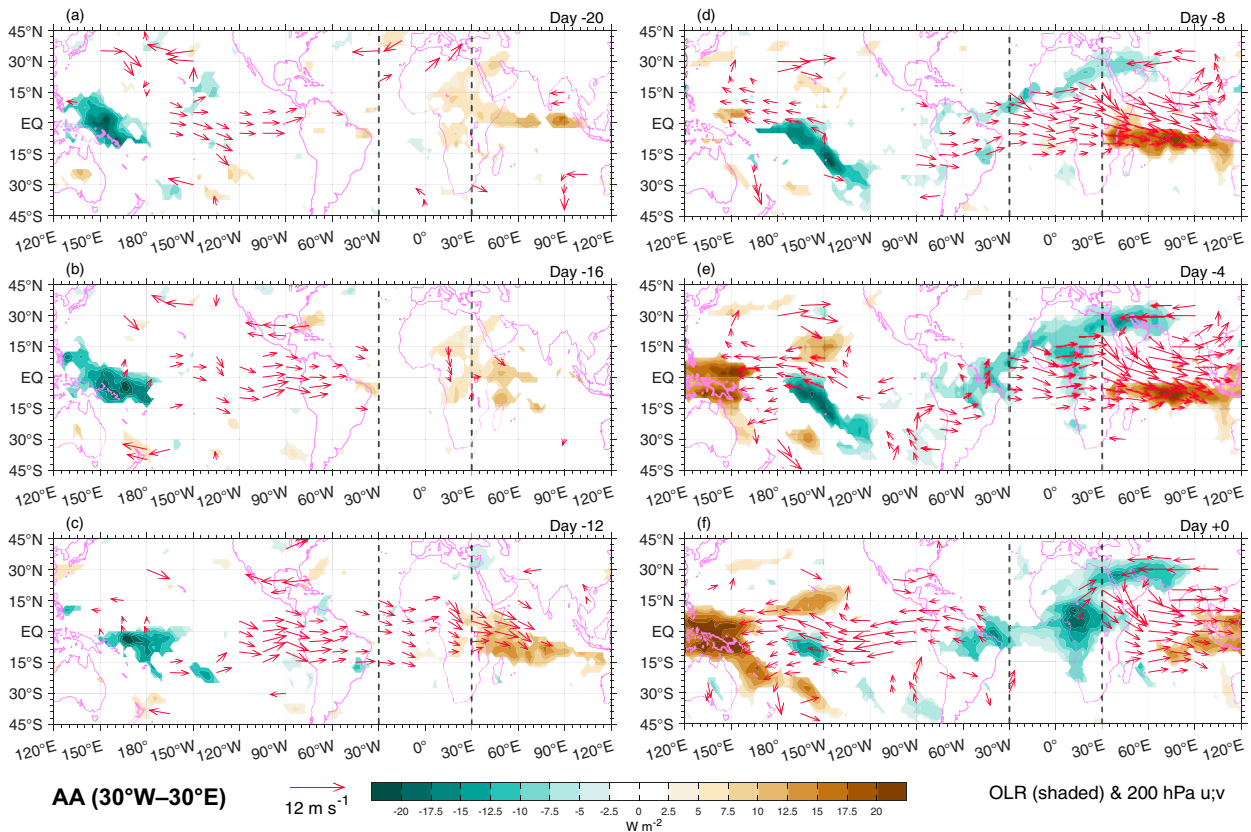 (a) Day -20
45°N
30°N
15°N
EQ
15°S
30°S
45°S
120°E 150°E 180° 150°W 120°W 90°W 60°W 30°W 0° 30°E 60°E 90°E 120°E
(b) Day -16
45°N
30°N
15°N
EQ
15°S
30°S
45°S
120°E 150°E 180° 150°W 120°W 90°W 60°W 30°W 0° 30°E 60°E 90°E 120°E
(c) Day -12
45°N
30°N
15°N
EQ
15°S
30°S
45°S
120°E 150°E 180° 150°W 120°W 90°W 60°W 30°W 0° 30°E 60°E 90°E 120°E
(d) Day -8
45°N
30°N
15°N
EQ
15°S
30°S
45°S
120°E 150°E 180° 150°W 120°W 90°W 60°W 30°W 0° 30°E 60°E 90°E 120°E
(e) Day -4
45°N
30°N
15°N
EQ
15°S
30°S
45°S
120°E 150°E 180° 150°W 120°W 90°W 60°W 30°W 0° 30°E 60°E 90°E 120°E
(f) Day +0
45°N
30°N
15°N
EQ
15°S
30°S
45°S
120°E 150°E 180° 150°W 120°W 90°W 60°W 30°W 0° 30°E 60°E 90°E 120°E
AA (30°W–30°E)
12 m s⁻¹
-20 -17.5 -15 -12.5 -10 -7.5 -5 -2.5 0 2.5 5 7.5 10 12.5 15 17.5 20
W m⁻²
OLR (shaded) & 200 hPa u;v